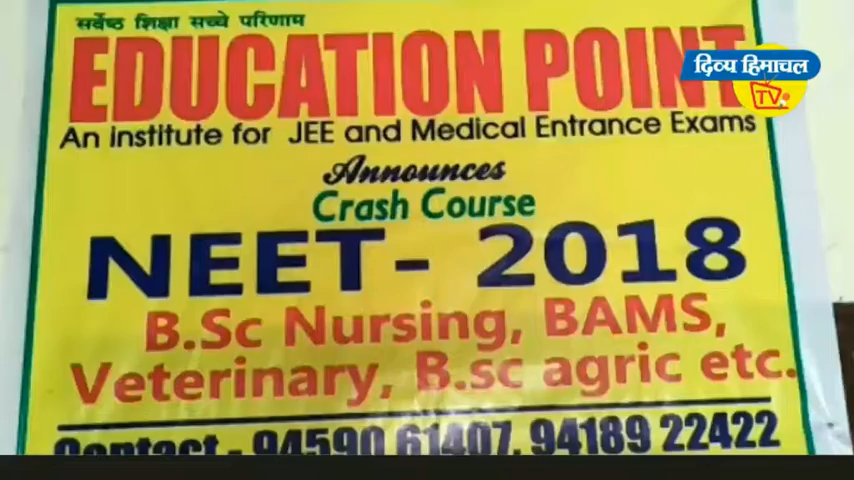 सर्वेष्ठ शिक्षा सच्चे परिणाम
EDUCATION POINT
दिव्य हिमाचल
TV
An institute for JEE and Medical Entrance Exams
Announces
Crash Course
NEET- 2018
B.Sc Nursing, BAMS,
Veterinary, B.sc agric etc.
Contact - 94590 61407, 94189 22422